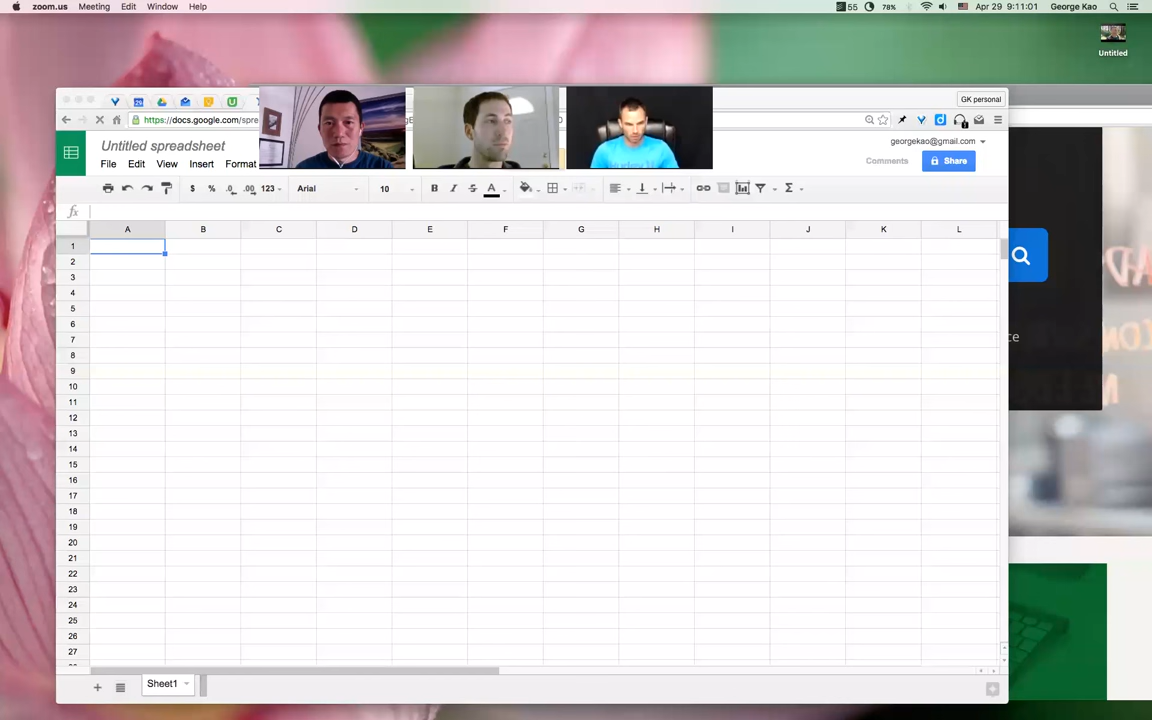 zoom.us Meeting Edit Window Help 55 78% Apr 29 9:11:01 George Kao
Untitled
GK personal
https://docs.google.com/spre
Untitled spreadsheet
georgekao@gmail.com
File Edit View Insert Format
Comments Share
$ % .0 .00 123 Arial 10 B I S A Σ
fx
A B C D E F G H I J K L
1
2
3
4
5
6
7
8
9
10
11
12
13
14
15
16
17
18
19
20
21
22
23
24
25
26
27
ce
Sheet1